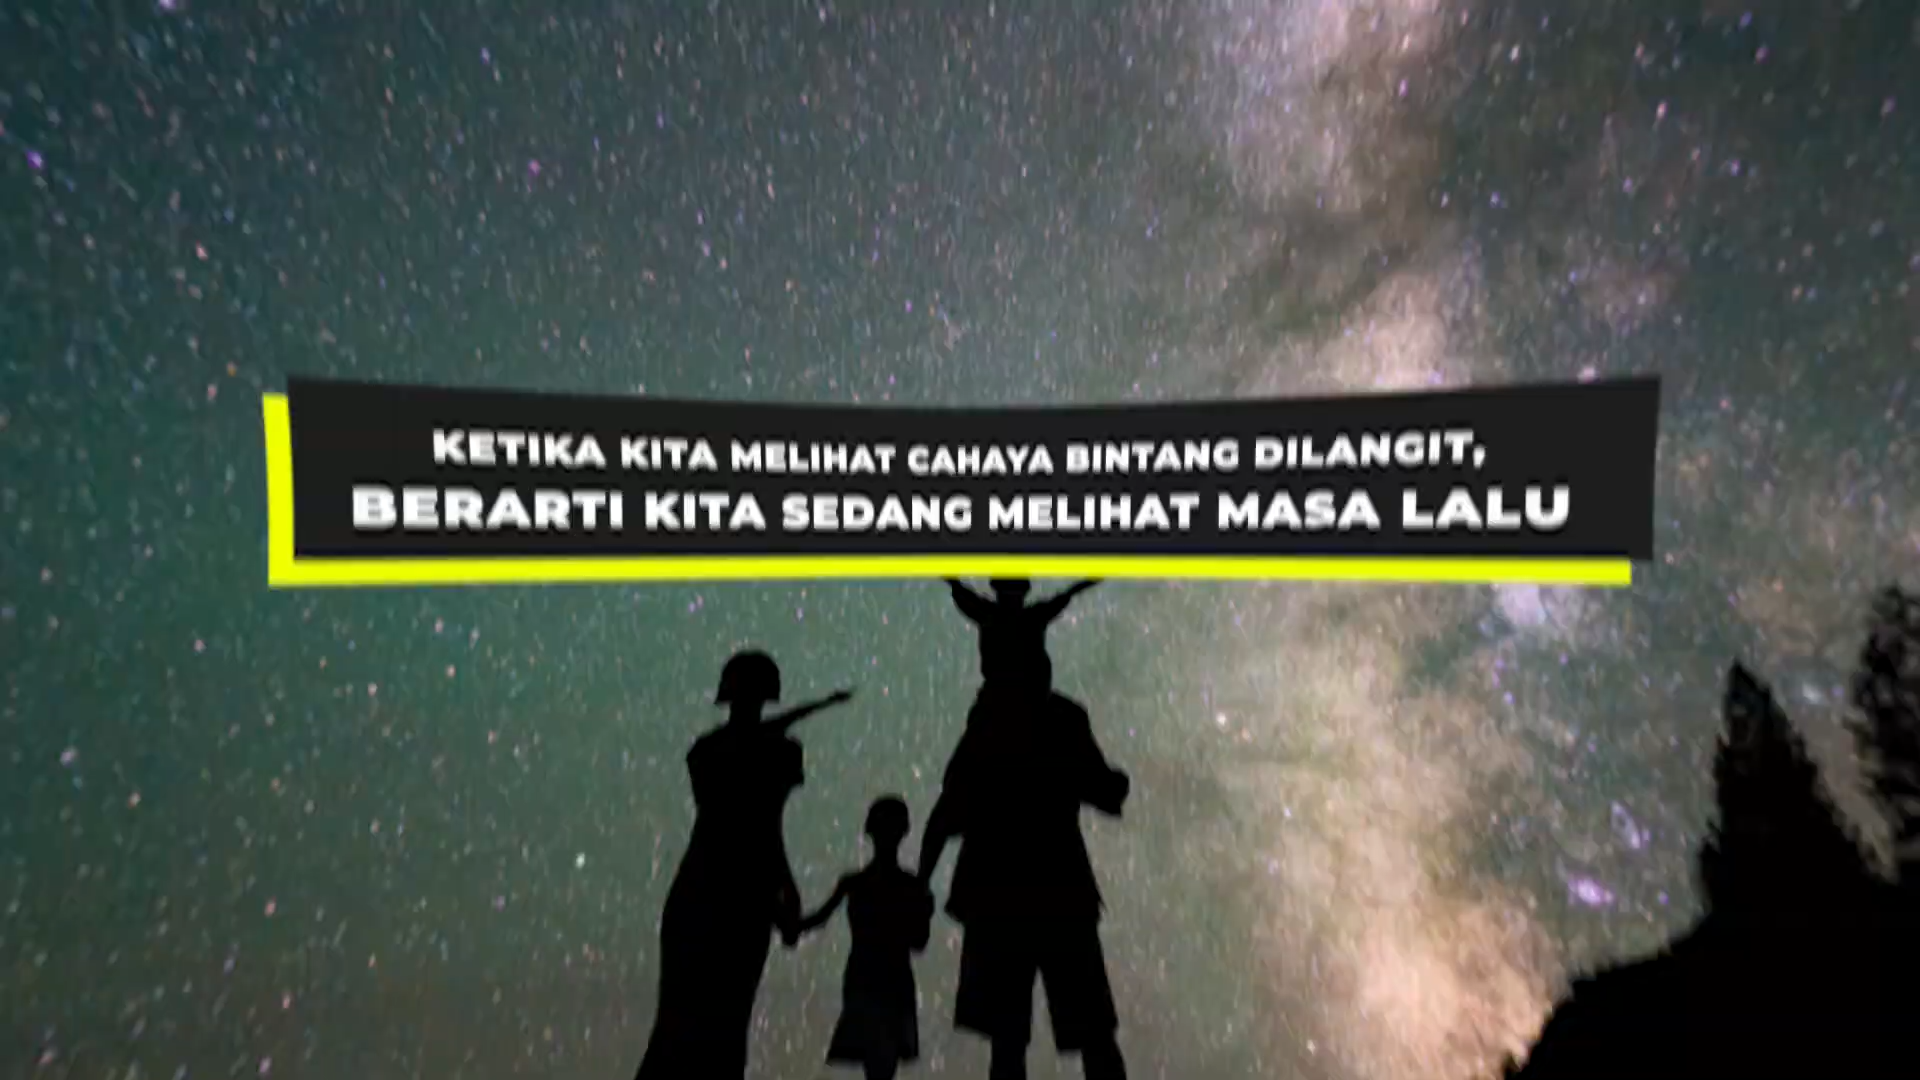 KETIKA KITA MELIHAT CAHAYA BINTANG DILANGIT,
BERARTI KITA SEDANG MELIHAT MASA LALU